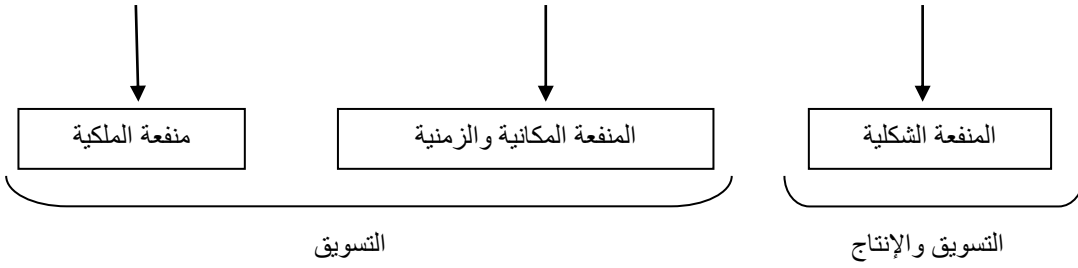 المنفعة الشكلية
المنفعة المكانية والزمنية
منفعة الملكية
التسويق والإنتاج
التسويق